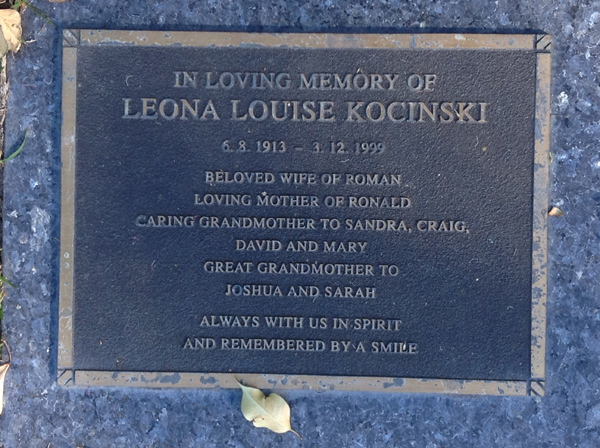 IN LOVING MEMORY OF
LEONA LOUISE KOCINSKI
6. 8. 1913 – 3. 12. 1999
BELOVED WIFE OF ROMAN
LOVING MOTHER OF RONALD
CARING GRANDMOTHER TO SANDRA, CRAIG,
DAVID AND MARY
GREAT GRANDMOTHER TO
JOSHUA AND SARAH
ALWAYS WITH US IN SPIRIT
AND REMEMBERED BY A SMILE